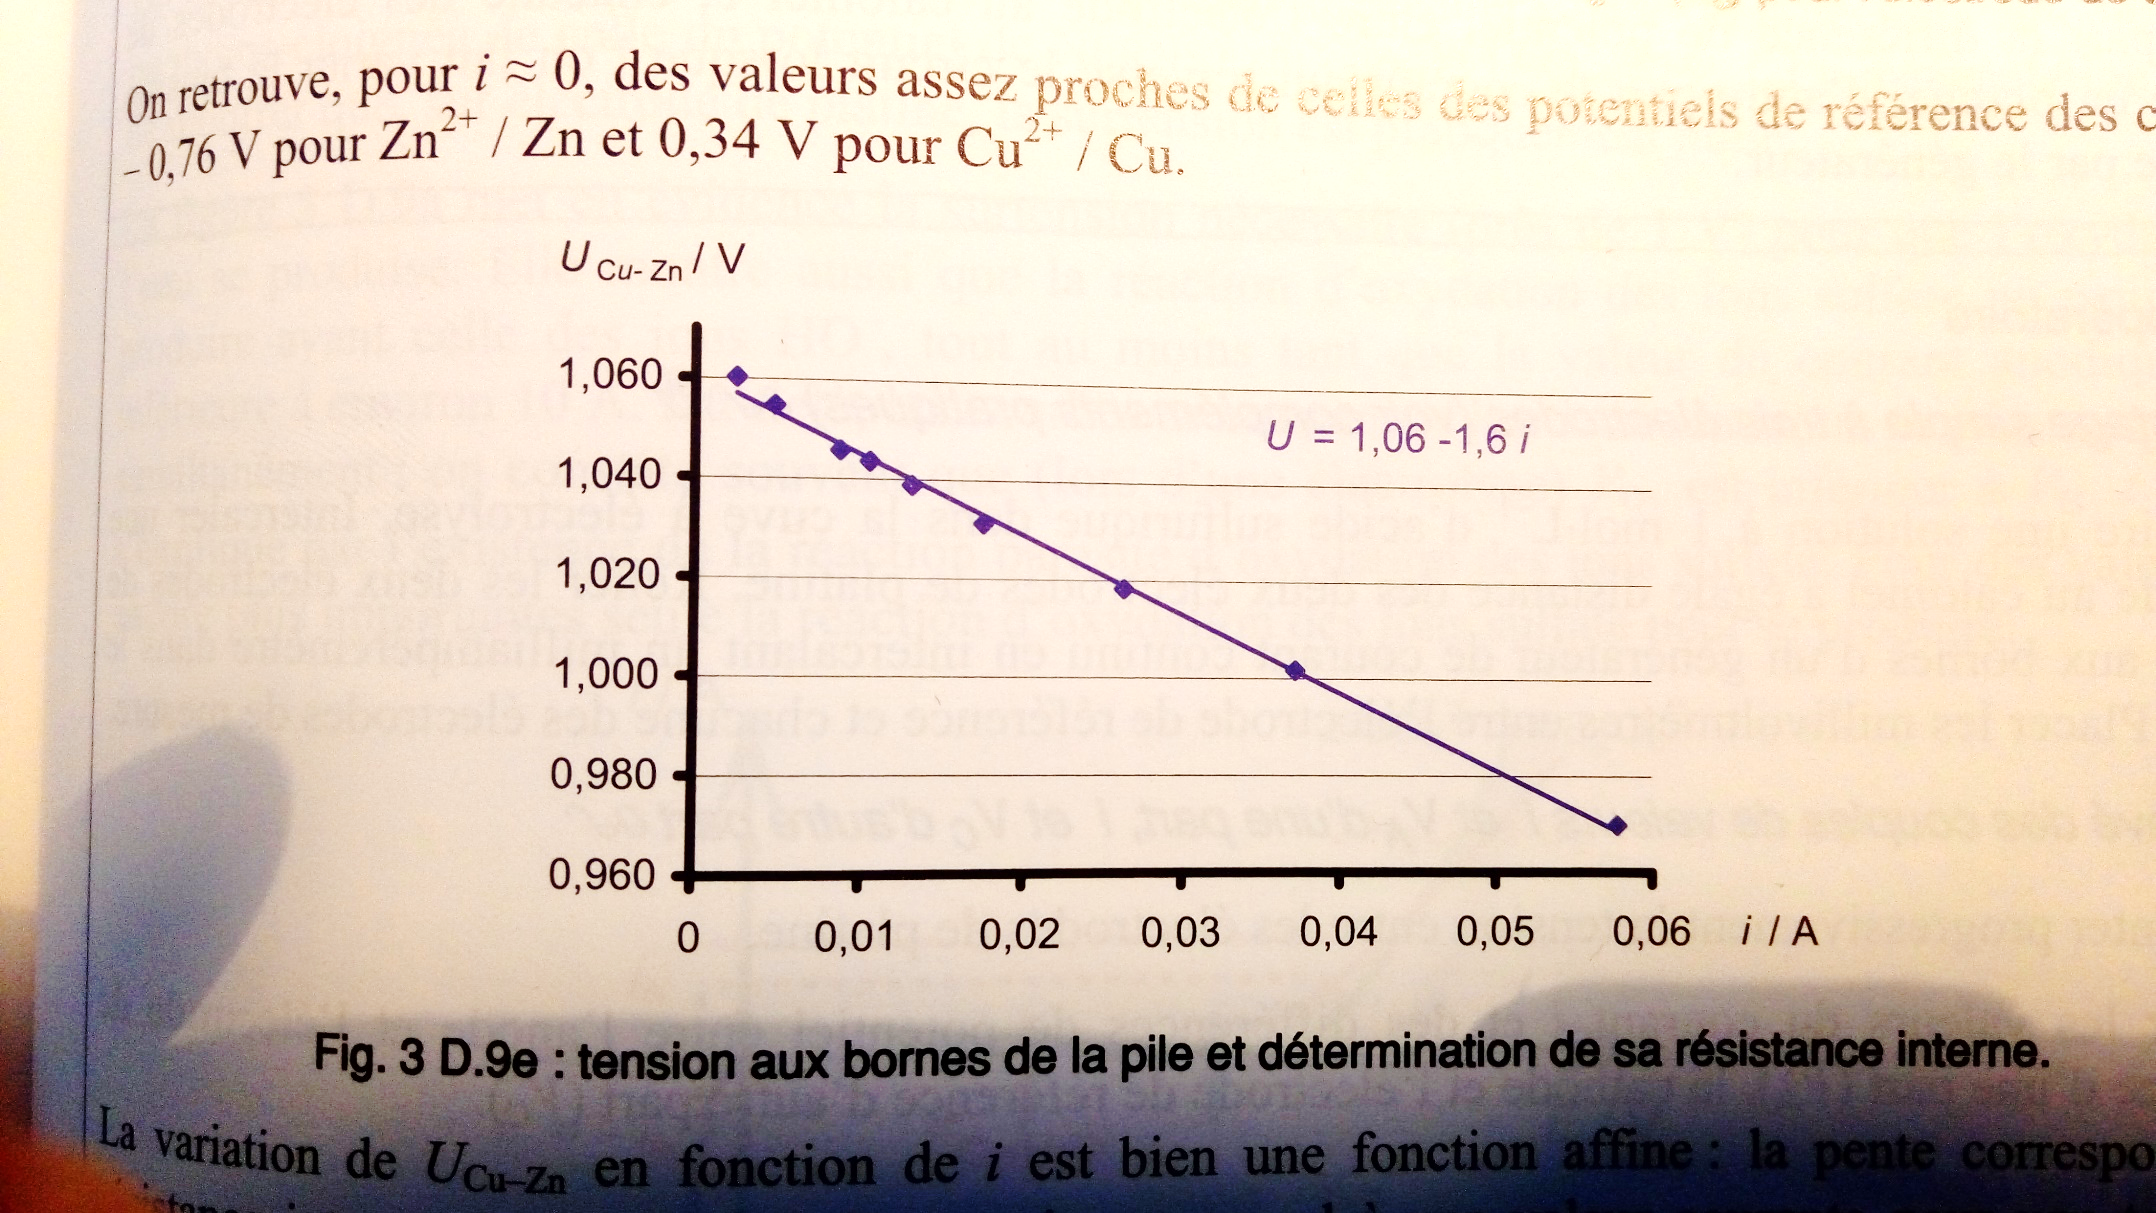 On retrouve, pour i ≈ 0, des valeurs assez proches de celles des potentiels de référence des
– 0,76 V pour Zn²⁺ / Zn et 0,34 V pour Cu²⁺ / Cu.
U Cu- Zn / V
1,060
U = 1,06 -1,6 i
1,040
1,020
1,000
0,980
0,960
0 0,01 0,02 0,03 0,04 0,05 0,06 i / A
Fig. 3 D.9e : tension aux bornes de la pile et détermination de sa résistance interne.
La variation de U Cu–Zn en fonction de i est bien une fonction affine : la pente correspo